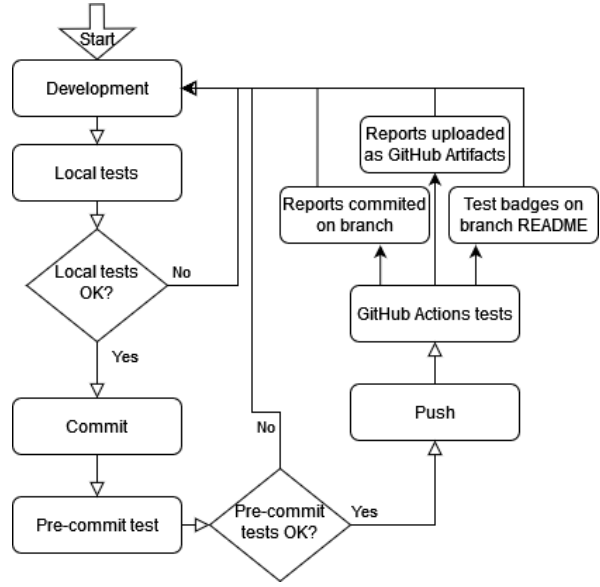 Start
Development
Local tests
Local tests
OK?
No
Yes
Commit
Pre-commit test
Pre-commit
tests OK?
No
Yes
Push
GitHub Actions tests
Reports commited
on branch
Reports uploaded
as GitHub Artifacts
Test badges on
branch README